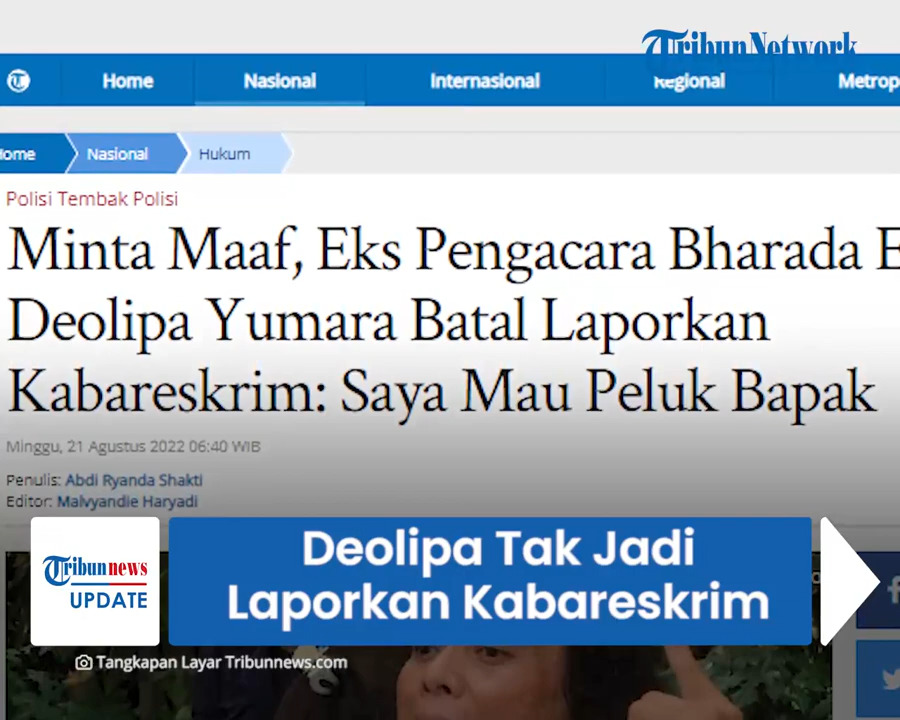 TribunNetwork
Home Nasional Internasional Regional
Home Nasional Hukum
Polisi Tembak Polisi
Minta Maaf, Eks Pengacara Bharada E
Deolipa Yumara Batal Laporkan
Kabareskrim: Saya Mau Peluk Bapak
Minggu, 21 Agustus 2022 06:40 WIB
Penulis: Abdi Ryanda Shakti
Editor: Malvyandie Haryadi
Tribunnews
UPDATE
Deolipa Tak Jadi
Laporkan Kabareskrim
Tangkapan Layar Tribunnews.com